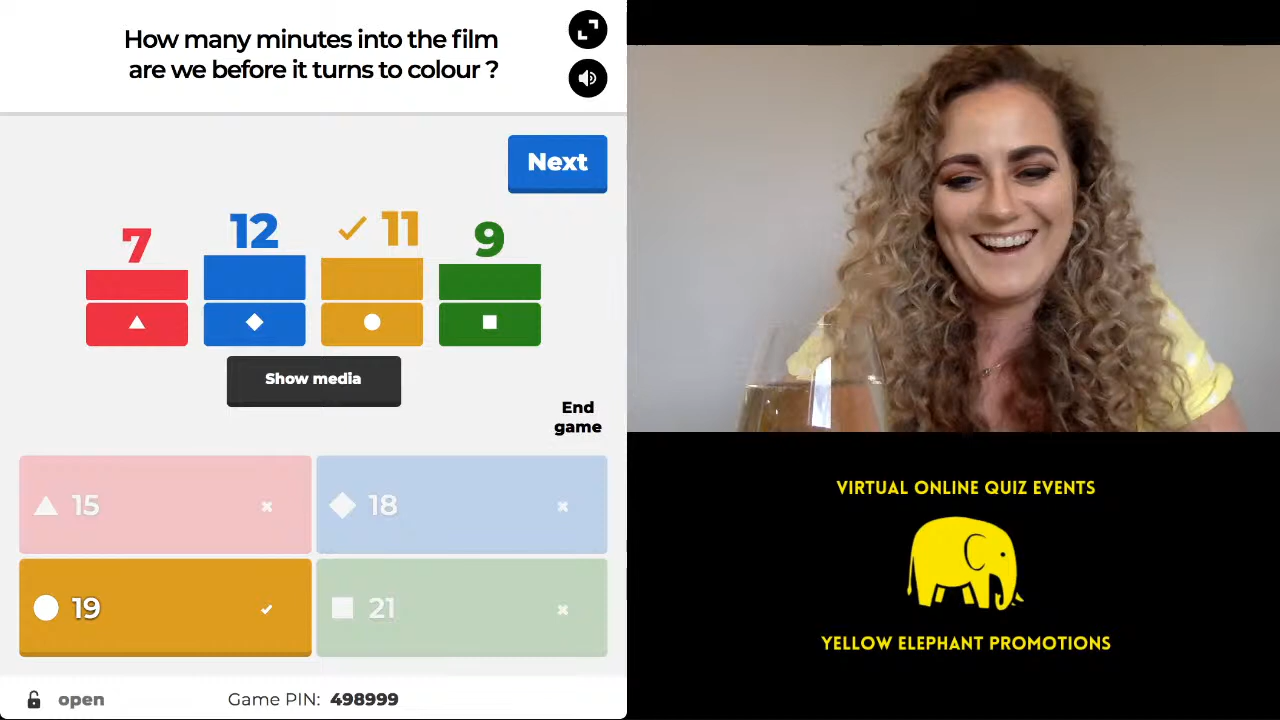 How many minutes into the film
are we before it turns to colour ?
Next
7
12
11
9
Show media
End
game
15
18
19
21
open
Game PIN: 498999
VIRTUAL ONLINE QUIZ EVENTS
YELLOW ELEPHANT PROMOTIONS